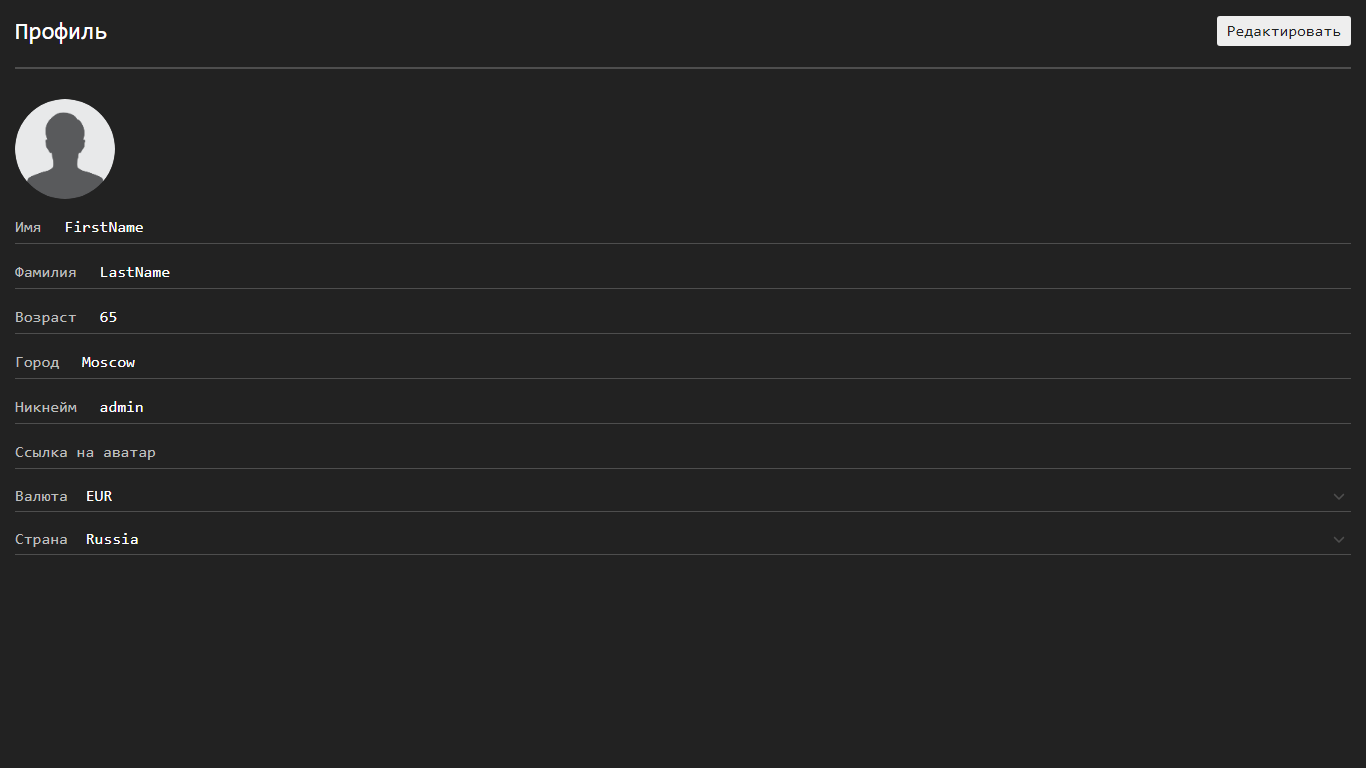 Профиль
Редактировать
Имя FirstName
Фамилия LastName
Возраст 65
Город Moscow
Никнейм admin
Ссылка на аватар
Валюта EUR
Страна Russia